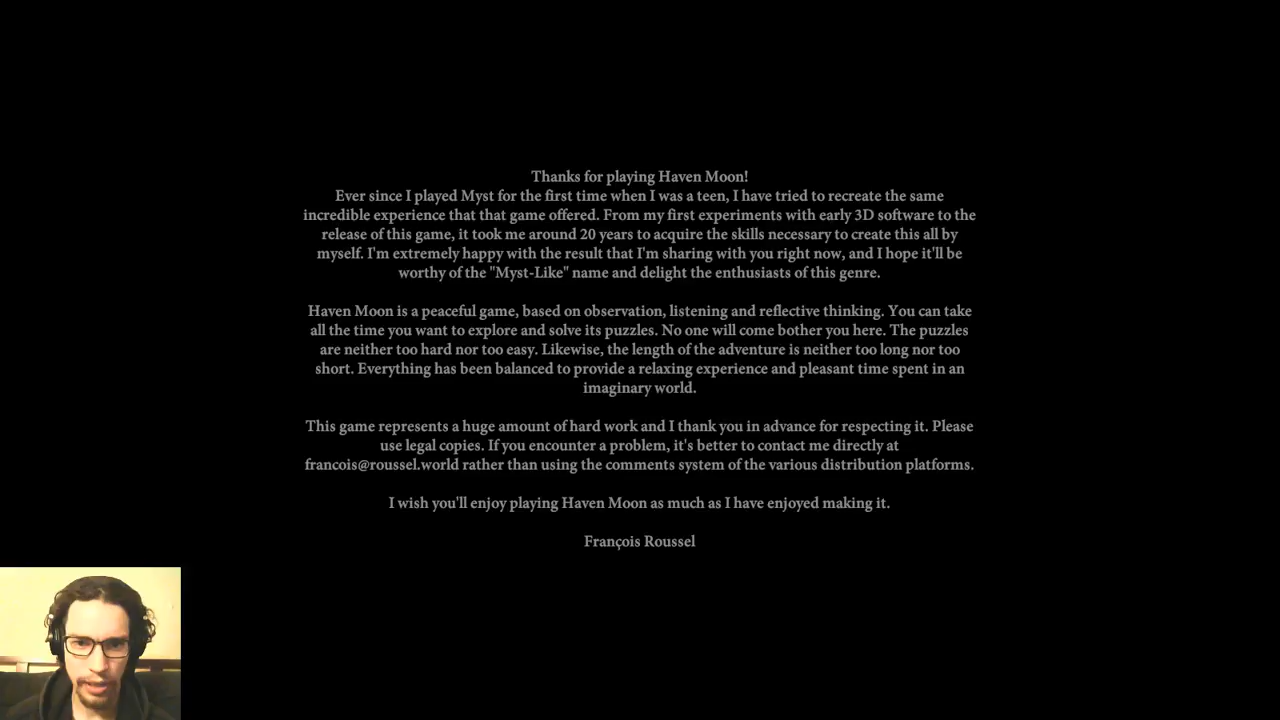 Thanks for playing Haven Moon!
Ever since I played Myst for the first time when I was a teen, I have tried to recreate the same
incredible experience that that game offered. From my first experiments with early 3D software to the
release of this game, it took me around 20 years to acquire the skills necessary to create this all by
myself. I'm extremely happy with the result that I'm sharing with you right now, and I hope it'll be
worthy of the "Myst-Like" name and delight the enthusiasts of this genre.
Haven Moon is a peaceful game, based on observation, listening and reflective thinking. You can take
all the time you want to explore and solve its puzzles. No one will come bother you here. The puzzles
are neither too hard nor too easy. Likewise, the length of the adventure is neither too long nor too
short. Everything has been balanced to provide a relaxing experience and pleasant time spent in an
imaginary world.
This game represents a huge amount of hard work and I thank you in advance for respecting it. Please
use legal copies. If you encounter a problem, it's better to contact me directly at
francois@roussel.world rather than using the comments system of the various distribution platforms.
I wish you'll enjoy playing Haven Moon as much as I have enjoyed making it.
François Roussel